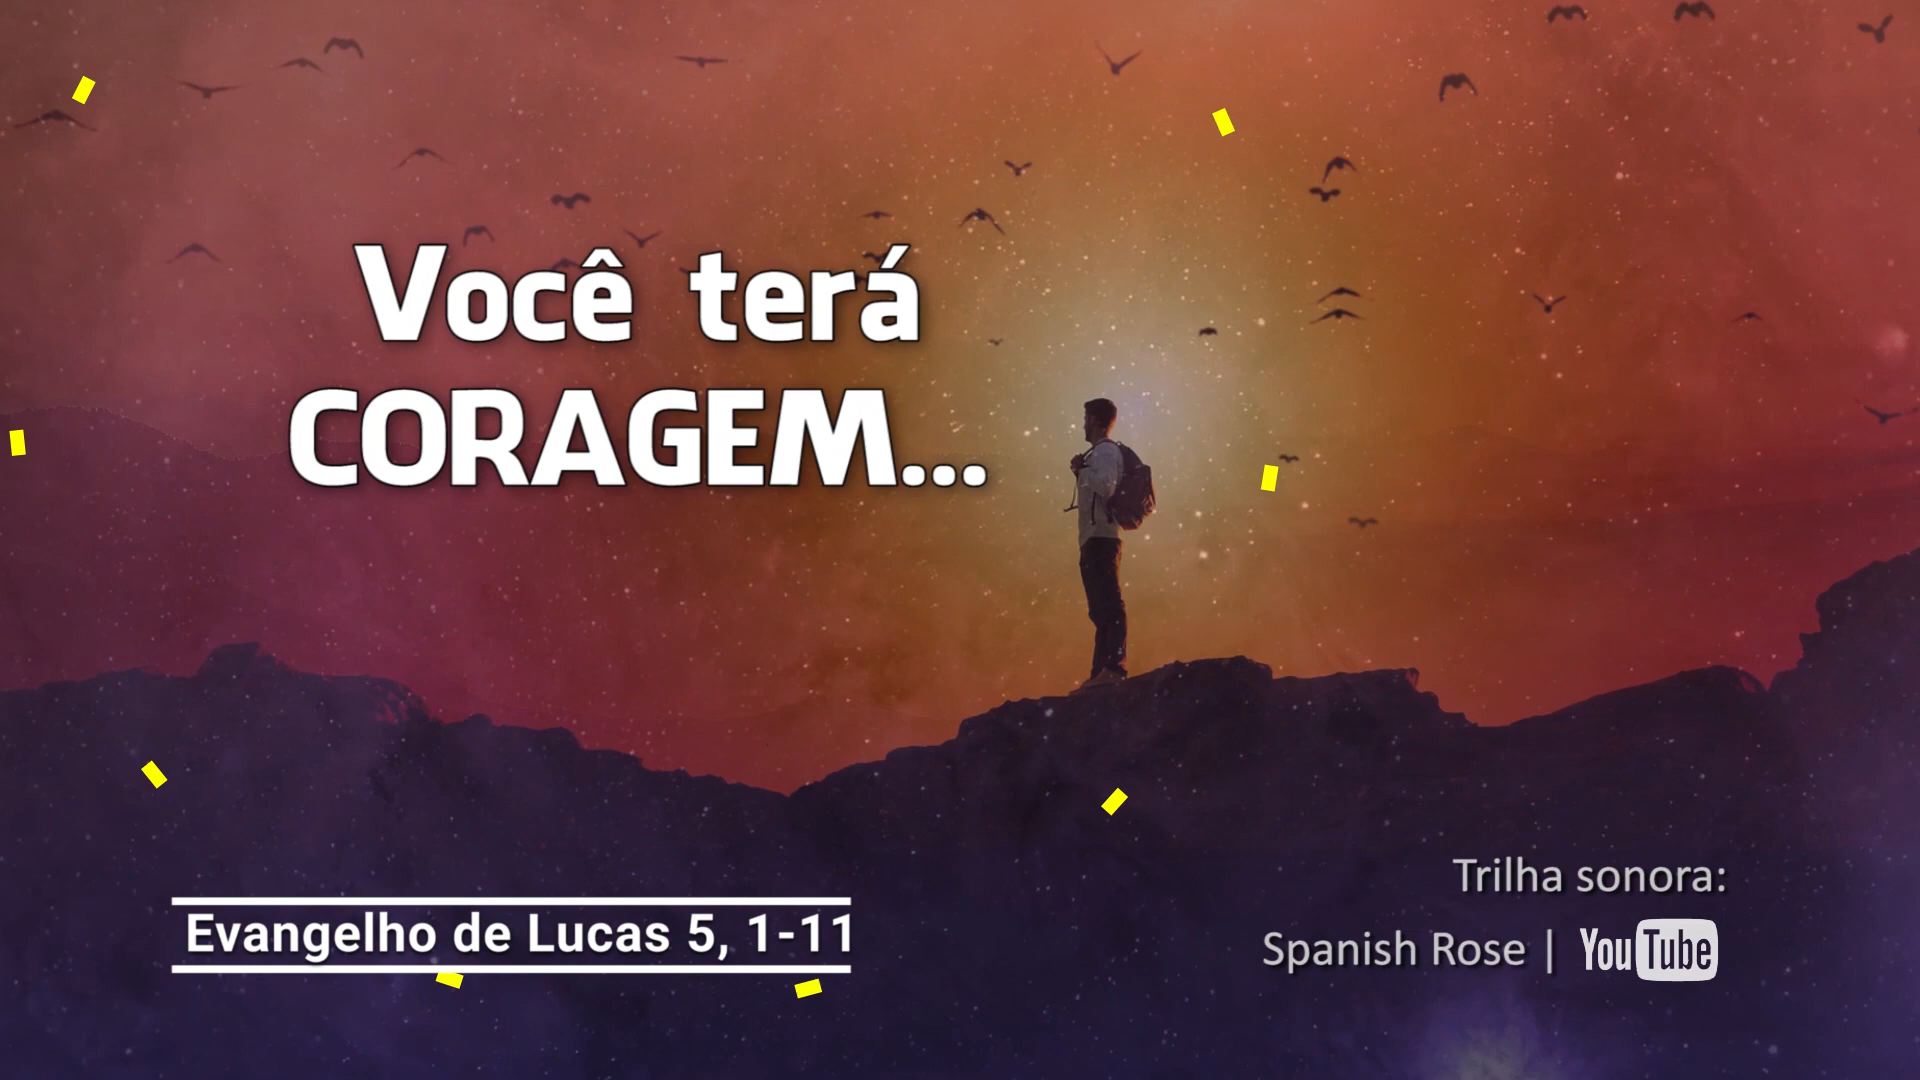 Você terá
CORAGEM...
Evangelho de Lucas 5, 1-11
Trilha sonora:
Spanish Rose | YouTube